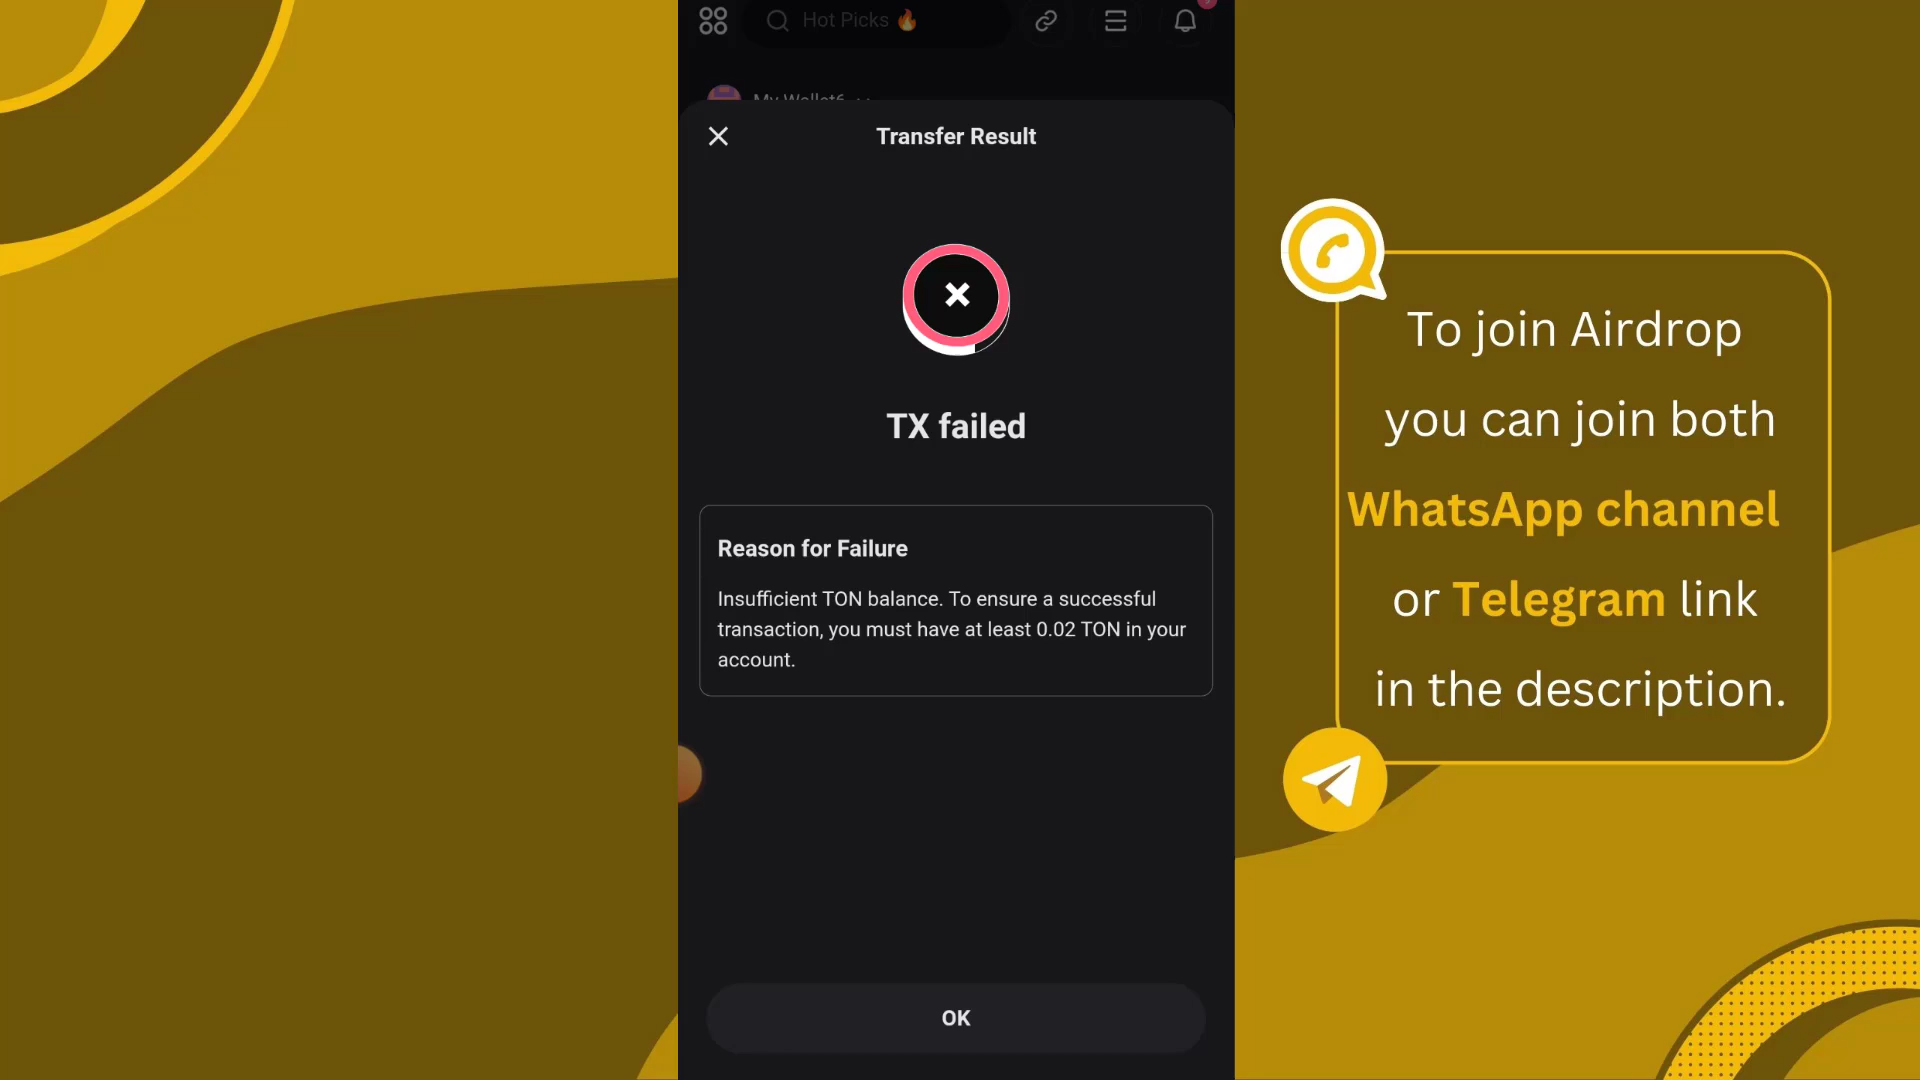 Hot Picks 🔥
My Wallet6
Transfer Result
TX failed
Reason for Failure
Insufficient TON balance. To ensure a successful
transaction, you must have at least 0.02 TON in your
account.
OK
To join Airdrop
you can join both
WhatsApp channel
or Telegram link
in the description.